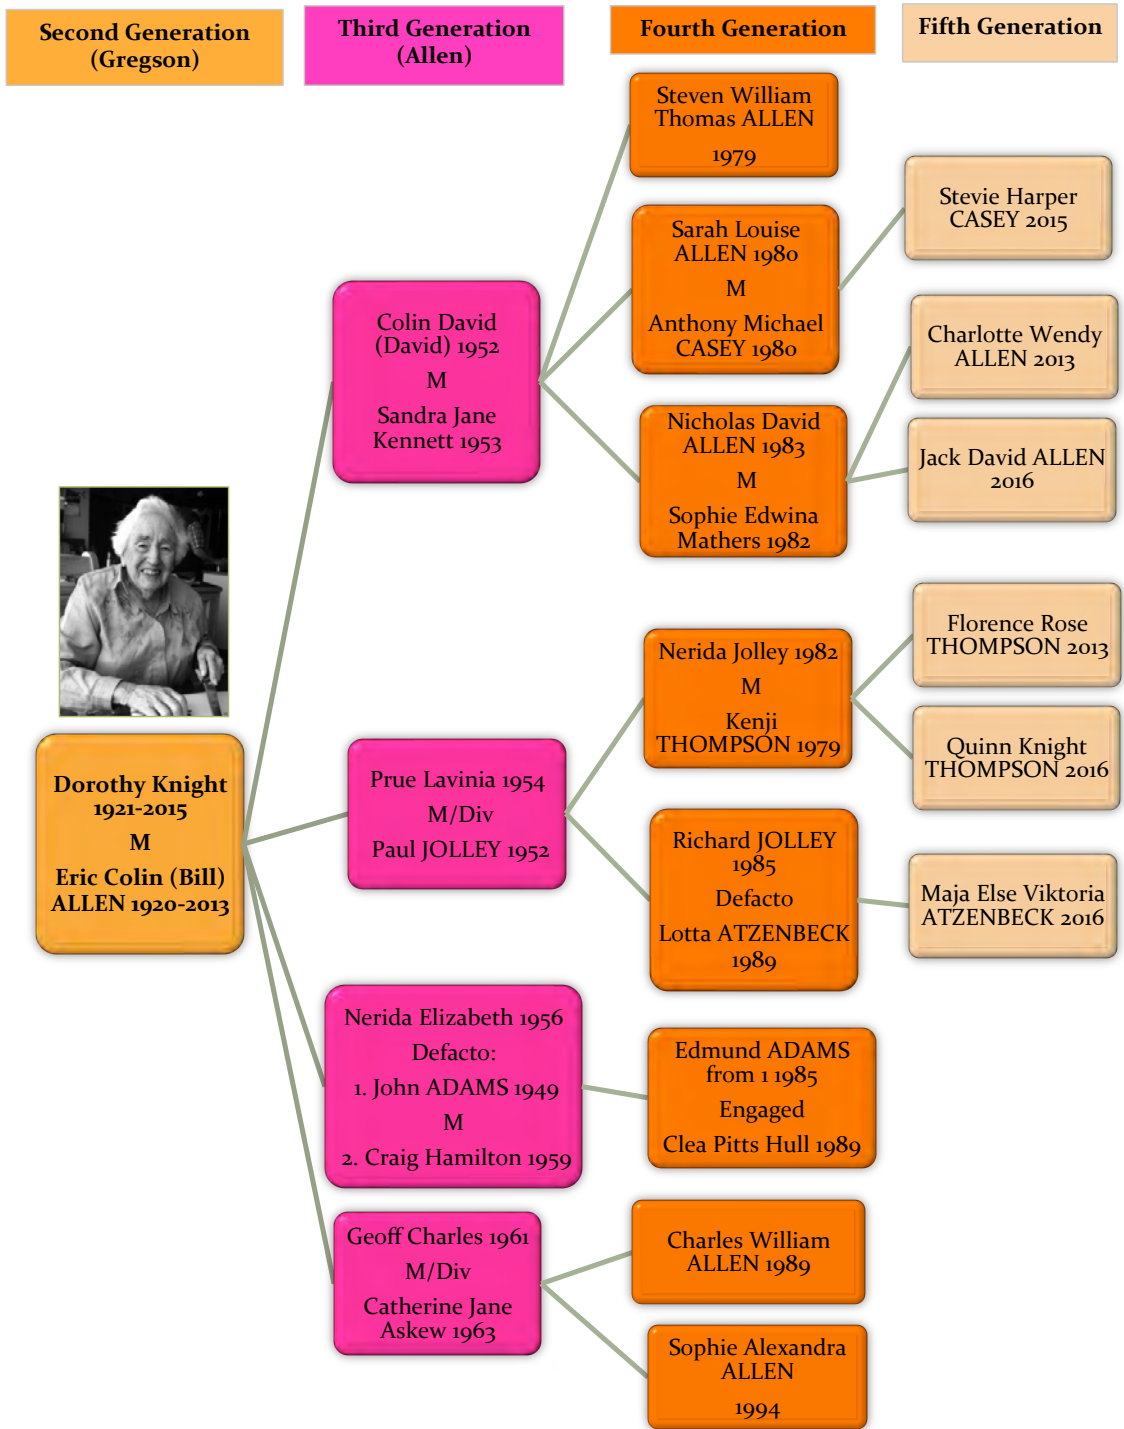 Second Generation
(Gregson)
Third Generation
(Allen)
Fourth Generation
Fifth Generation
Dorothy Knight
1921-2015
M
Eric Colin (Bill)
ALLEN 1920-2013
Colin David
(David) 1952
M
Sandra Jane
Kennett 1953
Prue Lavinia 1954
M/Div
Paul JOLLEY 1952
Nerida Elizabeth 1956
Defacto:
1. John ADAMS 1949
M
2. Craig Hamilton 1959
Geoff Charles 1961
M/Div
Catherine Jane
Askew 1963
Steven William
Thomas ALLEN
1979
Sarah Louise
ALLEN 1980
M
Anthony Michael
CASEY 1980
Nicholas David
ALLEN 1983
M
Sophie Edwina
Mathers 1982
Nerida Jolley 1982
M
Kenji
THOMPSON 1979
Richard JOLLEY
1985
Defacto
Lotta ATZENBECK
1989
Edmund ADAMS
from 1 1985
Engaged
Clea Pitts Hull 1989
Charles William
ALLEN 1989
Sophie Alexandra
ALLEN
1994
Stevie Harper
CASEY 2015
Charlotte Wendy
ALLEN 2013
Jack David ALLEN
2016
Florence Rose
THOMPSON 2013
Quinn Knight
THOMPSON 2016
Maja Else Viktoria
ATZENBECK 2016